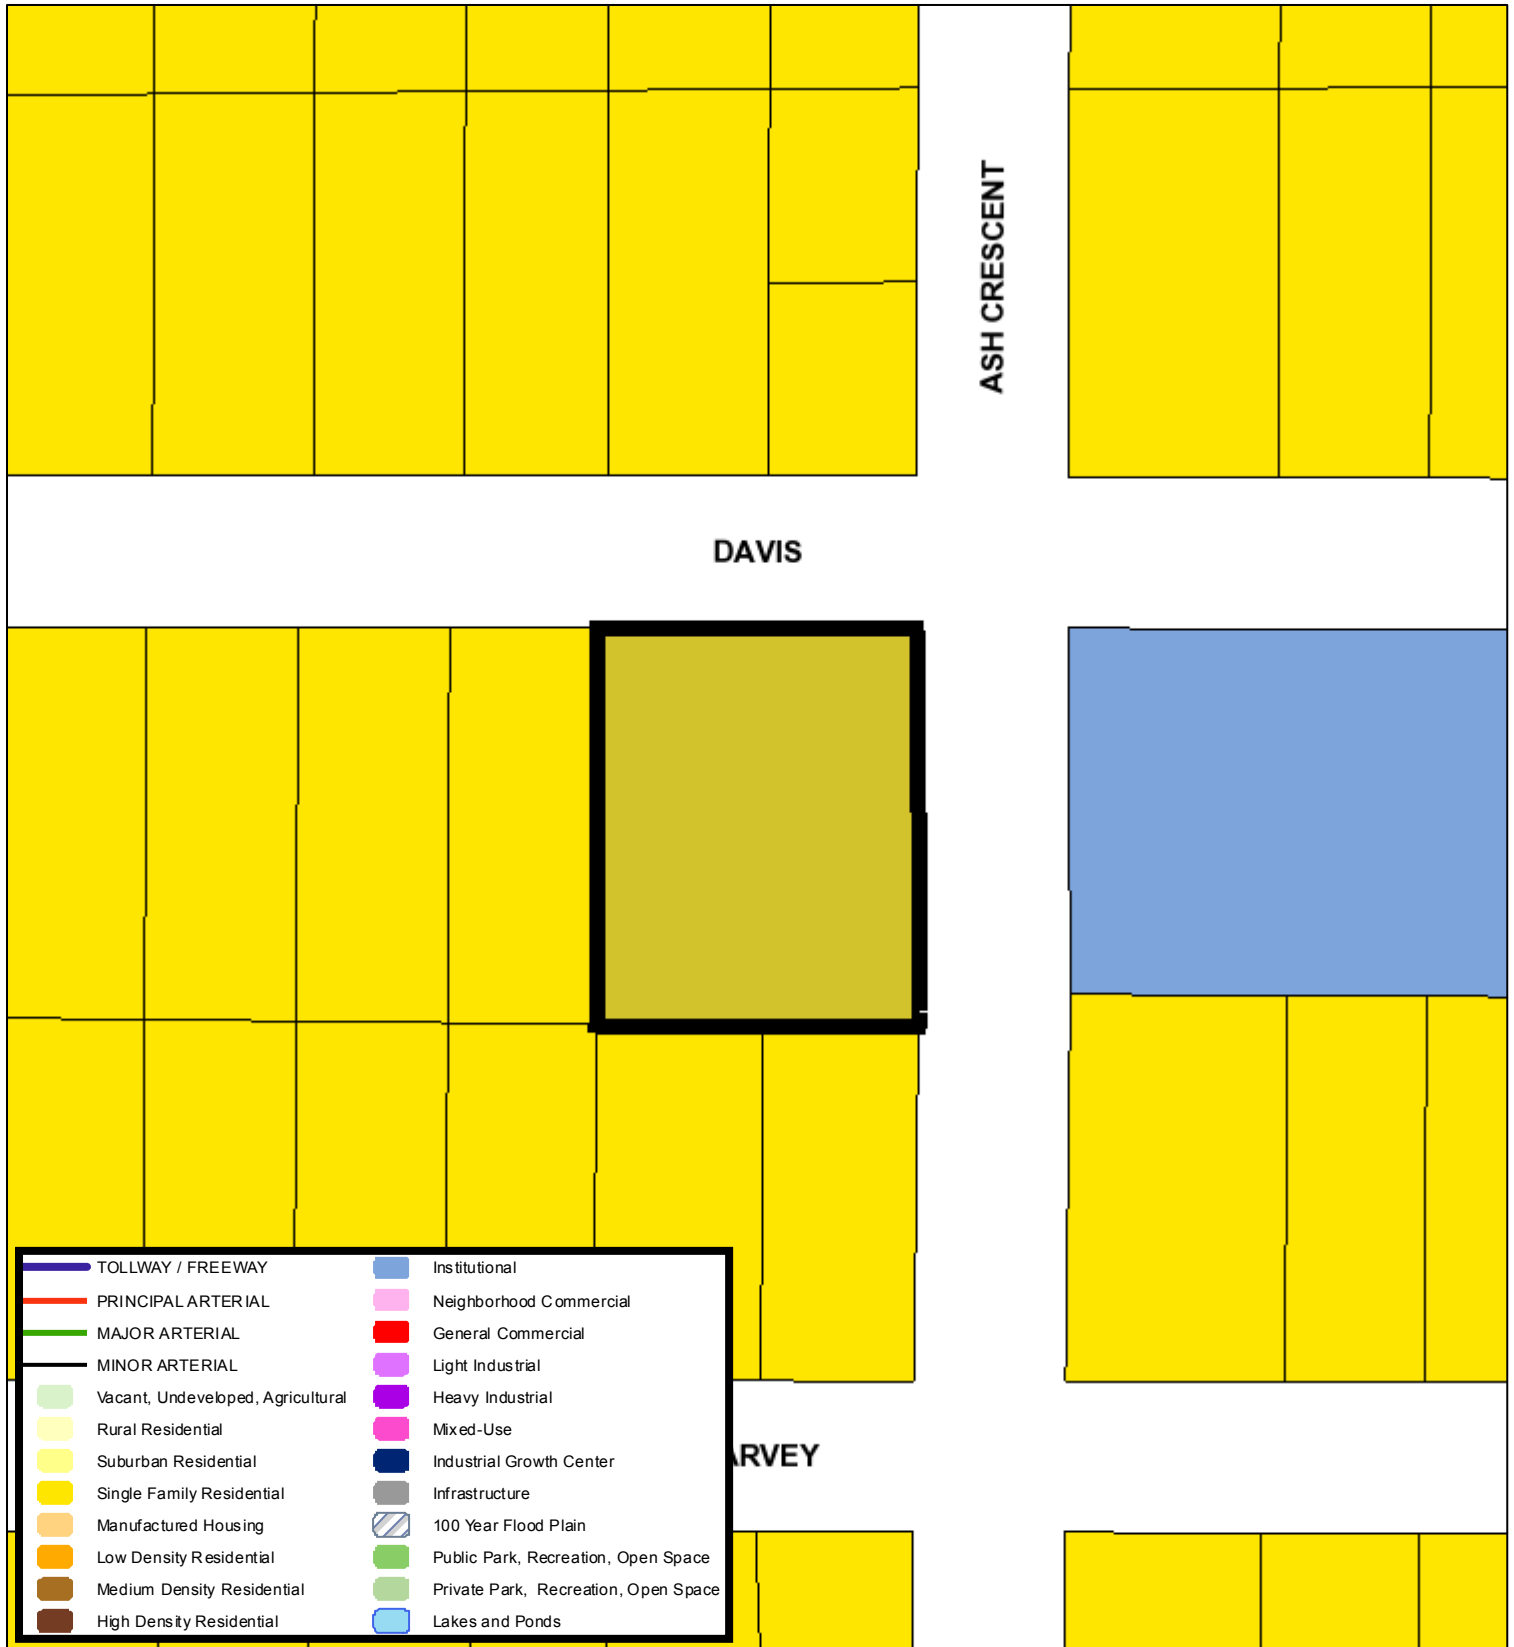 ASH CRESCENT
DAVIS
TOLLWAY / FREEWAY
PRINCIPAL ARTERIAL
MAJOR ARTERIAL
MINOR ARTERIAL
Vacant, Undeveloped, Agricultural
Rural Residential
Suburban Residential
Single Family Residential
Manufactured Housing
Low Density Residential
Medium Density Residential
High Density Residential
Institutional
Neighborhood Commercial
General Commercial
Light Industrial
Heavy Industrial
Mixed-Use
Industrial Growth Center
Infrastructure
100 Year Flood Plain
Public Park, Recreation, Open Space
Private Park, Recreation, Open Space
Lakes and Ponds
ARVEY